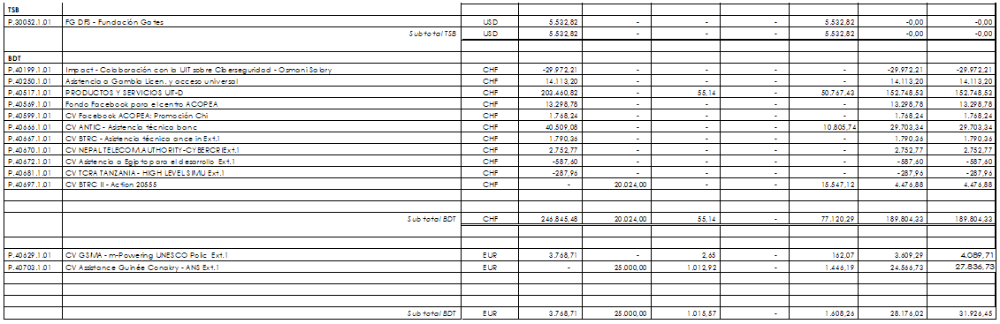 TSB
P.30052.1.01 FG DFS - Fundación Gates USD 5.532,82 - - - 5.532,82 -0,00 -0,00
Subtotal TSB USD 5.532,82 - - - 5.532,82 -0,00 -0,00
BDT
P.40199.1.01 Impact - Colaboración con la UIT sobre Ciberseguridad - Osmani Salary CHF -29.972,21 - - - - -29.972,21 -29.972,21
P.40250.1.01 Asistencia a Gambia Licen. y acceso universal CHF 14.113,20 - - - - 14.113,20 14.113,20
P.40517.1.01 PRODUCTOS Y SERVICIOS UIT-D CHF 203.460,82 - 55,14 - 50.767,43 152.748,53 152.748,53
P.40569.1.01 Fondo Facebook para el cento ACOPEA CHF 13.298,78 - - - - 13.298,78 13.298,78
P.40599.1.01 CV Facebook ACOPEA: Promoción Chi CHF 1.768,24 - - - - 1.768,24 1.768,24
P.40666.1.01 CV ANTIC - Asistencia técnica banc CHF 40.509,08 - - - 10.805,74 29.703,34 29.703,34
P.40667.1.01 CV BTRC - Asistencia técnica ance in Ext.1 CHF 1.790,36 - - - - 1.790,36 1.790,36
P.40670.1.01 CV NEPAL TELECOM.AUTHORITY-CYBERCRIExt.1 CHF 2.752,77 - - - - 2.752,77 2.752,77
P.40672.1.01 CV Asistencia a Egipto para el desarrollo Ext.1 CHF -587,60 - - - - -587,60 -587,60
P.40681.1.01 CV TCRA TANZANIA - HIGH LEVEL SIMU Ext.1 CHF -287,96 - - - - -287,96 -287,96
P.40697.1.01 CV BTRC II - Action 20555 CHF - 20.024,00 - - 15.547,12 4.476,88 4.476,88
Sub total BDT CHF 246.845,48 20.024,00 55,14 - 77.120,29 189.804,33 189.804,33
P.40629.1.01 CV GSMA - m-Powering UNESCO Polic Ext.1 EUR 3.768,71 - 2,65 - 162,07 3.609,29 4.089,71
P.40703.1.01 CV Assistance Guinée Conakry - ANS Ext.1 EUR - 25.000,00 1.012,92 - 1.446,19 24.566,73 27.836,73
Sub total BDT EUR 3.768,71 25.000,00 1.015,57 - 1.608,26 28.176,02 31.926,45